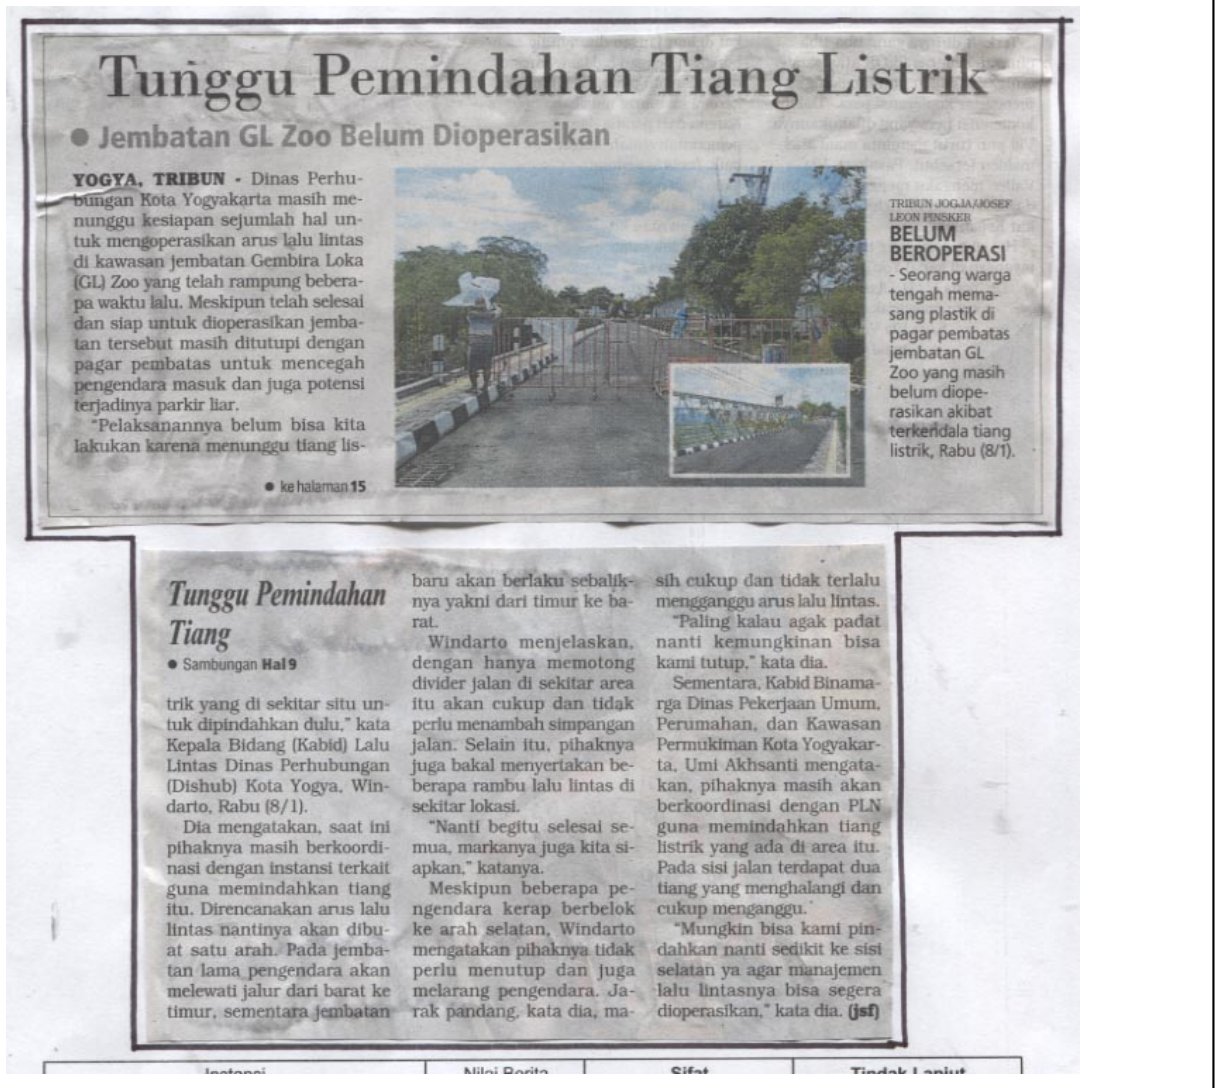 Tunggu Pemindahan Tiang Listrik
● Jembatan GL Zoo Belum Dioperasikan
YOGYA, TRIBUN - Dinas Perhu-
bungan Kota Yogyakarta masih me-
nunggu kesiapan sejumlah hal un-
tuk mengoperasikan arus lalu lintas
di kawasan jembatan Gembira Loka
(GL) Zoo yang telah rampung bebera-
pa waktu lalu. Meskipun telah selesai
dan siap untuk dioperasikan jemba-
tan tersebut masih ditutupi dengan
pagar pembatas untuk mencegah
pengendara masuk dan juga potensi
terjadinya parkir liar.
"Pelaksanannya belum bisa kita
lakukan karena menunggu tiang lis-
● ke halaman 15
TRIBUN JOGJA/JOSEF
LEON PINSKER
BELUM
BEROPERASI
- Seorang warga
tengah mema-
sang plastik di
pagar pembatas
jembatan GL
Zoo yang masih
belum diope-
rasikan akibat
terkendala tiang
listrik, Rabu (8/1).
Tunggu Pemindahan
Tiang
● Sambungan Hal 9
trik yang di sekitar situ un-
tuk dipindahkan dulu," kata
Kepala Bidang (Kabid) Lalu
Lintas Dinas Perhubungan
(Dishub) Kota Yogya, Win-
darto, Rabu (8/1).
Dia mengatakan, saat ini
pihaknya masih berkoordi-
nasi dengan instansi terkait
guna memindahkan tiang
itu. Direncanakan arus lalu
lintas nantinya akan dibu-
at satu arah. Pada jemba-
tan lama pengendara akan
melewati jalur dari barat ke
timur, sementara jembatan
baru akan berlaku sebalik-
nya yakni dari timur ke ba-
rat.
Windarto menjelaskan,
dengan hanya memotong
divider jalan di sekitar area
itu akan cukup dan tidak
perlu menambah simpangan
jalan. Selain itu, pihaknya
juga bakal menyertakan be-
berapa rambu lalu lintas di
sekitar lokasi.
"Nanti begitu selesai se-
mua, markanya juga kita si-
apkan," katanya.
Meskipun beberapa pe-
ngendara kerap berbelok
ke arah selatan, Windarto
mengatakan pihaknya tidak
perlu menutup dan juga
melarang pengendara. Ja-
rak pandang, kata dia, ma-
sih cukup dan tidak terlalu
mengganggu arus lalu lintas.
"Paling kalau agak padat
nanti kemungkinan bisa
kami tutup," kata dia.
Sementara, Kabid Binama-
rga Dinas Pekerjaan Umum,
Perumahan, dan Kawasan
Permukiman Kota Yogyakar-
ta, Umi Akhsanti mengata-
kan, pihaknya masih akan
berkoordinasi dengan PLN
guna memindahkan tiang
listrik yang ada di area itu.
Pada sisi jalan terdapat dua
tiang yang menghalangi dan
cukup menganggu.
"Mungkin bisa kami pin-
dahkan nanti sedikit ke sisi
selatan ya agar manajemen
lalu lintasnya bisa segera
dioperasikan," kata dia. (jsf)
Instansi Nilai Berita Sifat Tindak Lanjut